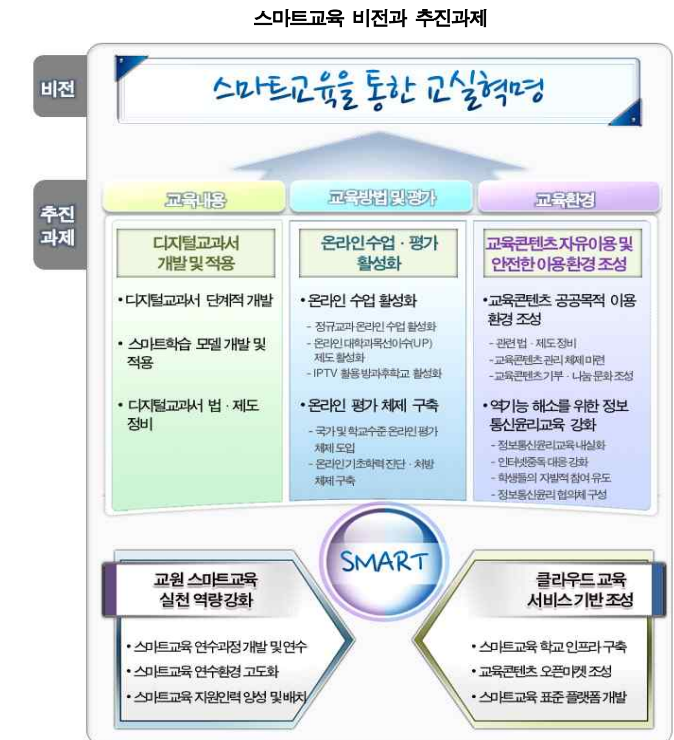 스마트교육 비전과 추진과제
비전
스마트교육을 통한 교실혁명
추진
과제
교육내용
디지털교과서
개발 및 적용
• 디지털교과서 단계적 개발
• 스마트학습 모델 개발 및
적용
• 디지털교과서 법 · 제도
정비
교육방법 및 평가
온라인 수업 · 평가
활성화
• 온라인 수업 활성화
- 정규교과 온라인 수업 활성화
- 온라인 대학과목선이수(UP)
제도 활성화
- IPTV 활용 방과후학교 활성화
• 온라인 평가 체제 구축
- 국가 및 학교수준 온라인 평가
체제 도입
- 온라인 기초학력 진단 · 처방
체제 구축
교육환경
교육콘텐츠 자유이용 및
안전한 이용 환경 조성
• 교육콘텐츠 공공목적 이용
환경 조성
- 관련 법 · 제도 정비
- 교육콘텐츠 관리 체제 마련
- 교육콘텐츠 기부 · 나눔 문화 조성
• 역기능 해소를 위한 정보
통신윤리교육 강화
- 정보통신윤리교육 내실화
- 인터넷중독 대응 강화
- 학생들의 자발적 참여 유도
- 정보통신윤리 협의체 구성
SMART
교원 스마트교육
실천 역량 강화
• 스마트교육 연수과정 개발 및 연수
• 스마트교육 연수환경 고도화
• 스마트교육 지원인력 양성 및 배치
클라우드 교육
서비스 기반 조성
• 스마트교육 학교 인프라 구축
• 교육콘텐츠 오픈마켓 조성
• 스마트교육 표준 플랫폼 개발